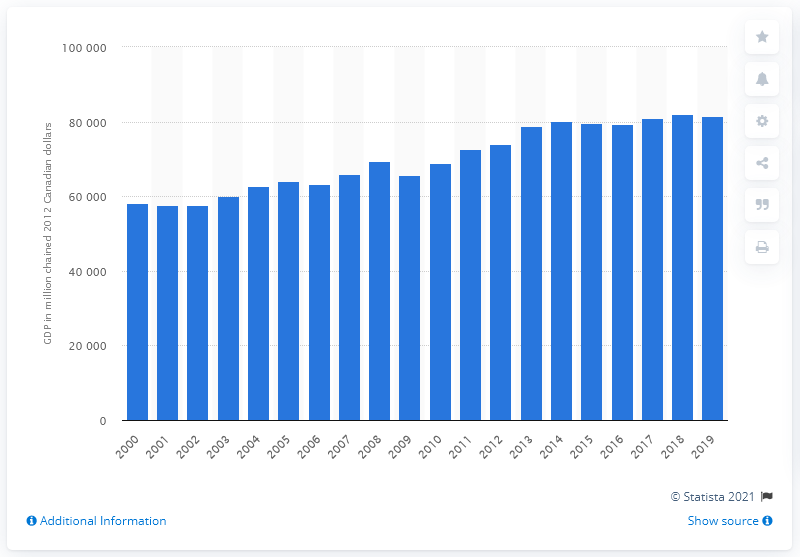 100 000
80 000
60 000
40 000
20 000
0
GDP in million chained 2012 Canadian dollars
2000 2001 2002 2003 2004 2005 2006 2007 2008 2009 2010 2011 2012 2013 2014 2015 2016 2017 2018 2019
© Statista 2021
Additional Information
Show source